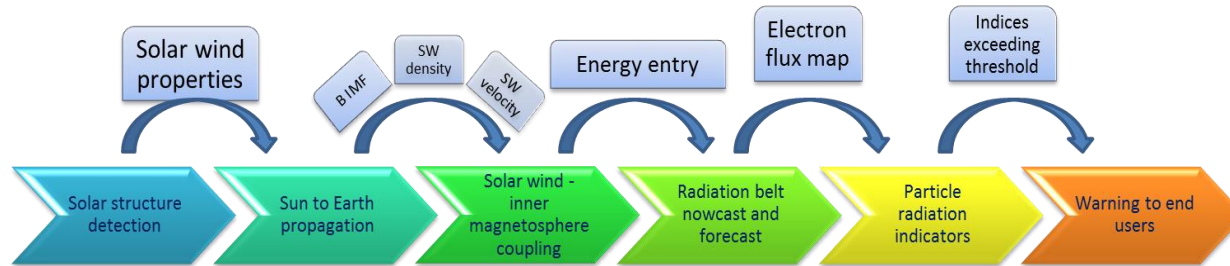 Solar wind
properties
B IMF
SW
density
SW
velocity
Energy entry
Electron
flux map
Indices
exceeding
threshold
Solar structure
detection
Sun to Earth
propagation
Solar wind -
inner
magnetosphere
coupling
Radiation belt
nowcast and
forecast
Particle
radiation
indicators
Warning to end
users